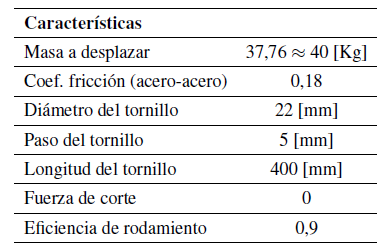 Características
Masa a desplazar 37,76 ≈ 40 [Kg]
Coef. fricción (acero-acero) 0,18
Diámetro del tornillo 22 [mm]
Paso del tornillo 5 [mm]
Longitud del tornillo 400 [mm]
Fuerza de corte 0
Eficiencia de rodamiento 0,9